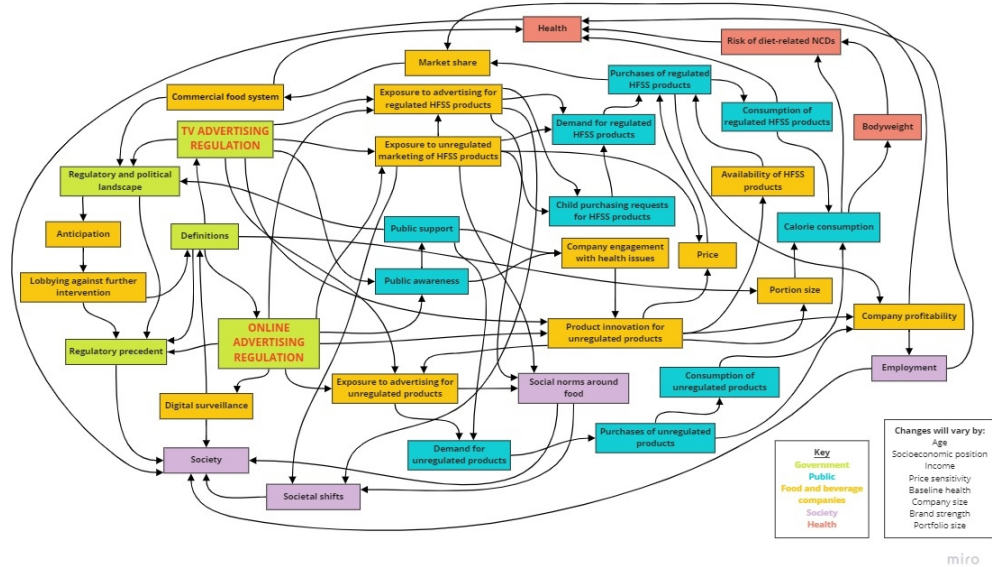 Health
Risk of diet-related NCDs
Market share
Purchases of regulated
HFSS products
Commercial food system
Exposure to advertising for
regulated HFSS products
Consumption of
regulated HFSS products
TV ADVERTISING
REGULATION
Demand for regulated
HFSS products
Bodyweight
Exposure to unregulated
marketing of HFSS products
Regulatory and political
landscape
Availability of HFSS
products
Child purchasing requests
for HFSS products
Anticipation
Definitions
Public support
Calorie consumption
Company engagement
with health issues
Price
Lobbying against further
intervention
Public awareness
Portion size
ONLINE
ADVERTISING
REGULATION
Product innovation for
unregulated products
Company profitability
Regulatory precedent
Employment
Exposure to advertising for
unregulated products
Social norms around
food
Consumption of
unregulated products
Digital surveillance
Demand for
unregulated products
Purchases of unregulated
products
Society
Societal shifts
Key
Government
Public
Food and beverage
companies
Society
Health
Changes will vary by:
Age
Socioeconomic position
Income
Price sensitivity
Baseline health
Company size
Brand strength
Portfolio size
miro